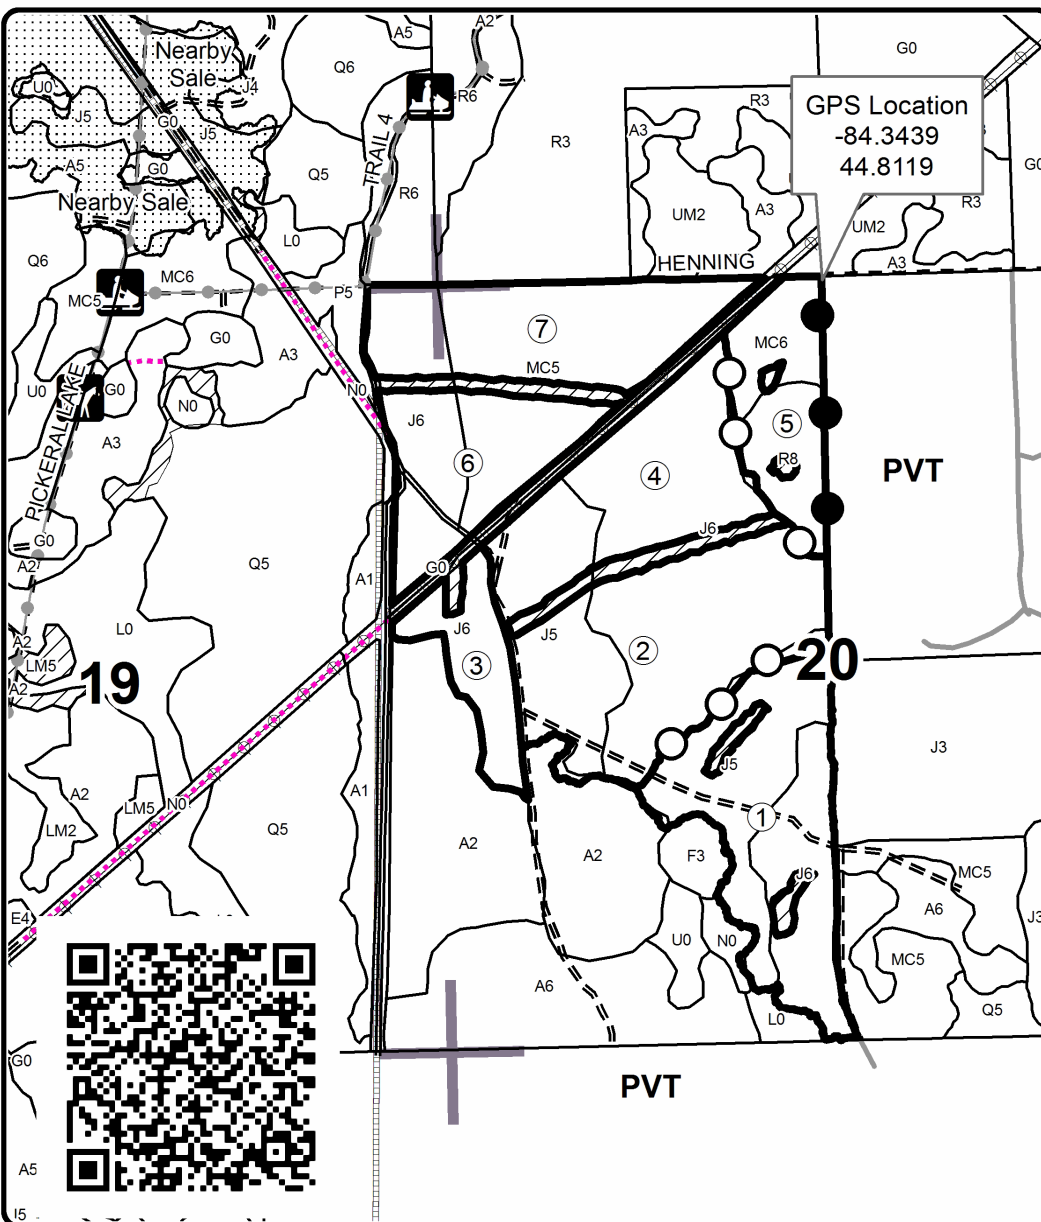 A5
A2
G0
Nearby
Sale
Q6
U0
J4
R6
GPS Location
-84.3439
44.8119
J5
G0
J5
R3
A3
R3
TRAIL 4
A5
G0
Q5
R6
G0
Nearby Sale
UM2
A3
UM2
R3
L0
Q6
MC6
HENNING
A3
MC5
P5
7
G0
A3
MC5
MC6
U0
G0
N0
N0
J6
5
PICKERAL LAKE
A3
6
4
R8
PVT
G0
J6
A2
Q5
A1
G0
L0
J6
J5
A2
LM5
3
2
20
19
A2
J3
J5
A2
LM5
N0
A1
1
LM2
Q5
A2
A2
F3
MC5
J6
E4
A6
J3
U0
N0
MC5
A6
L0
Q5
G0
PVT
A5
I5